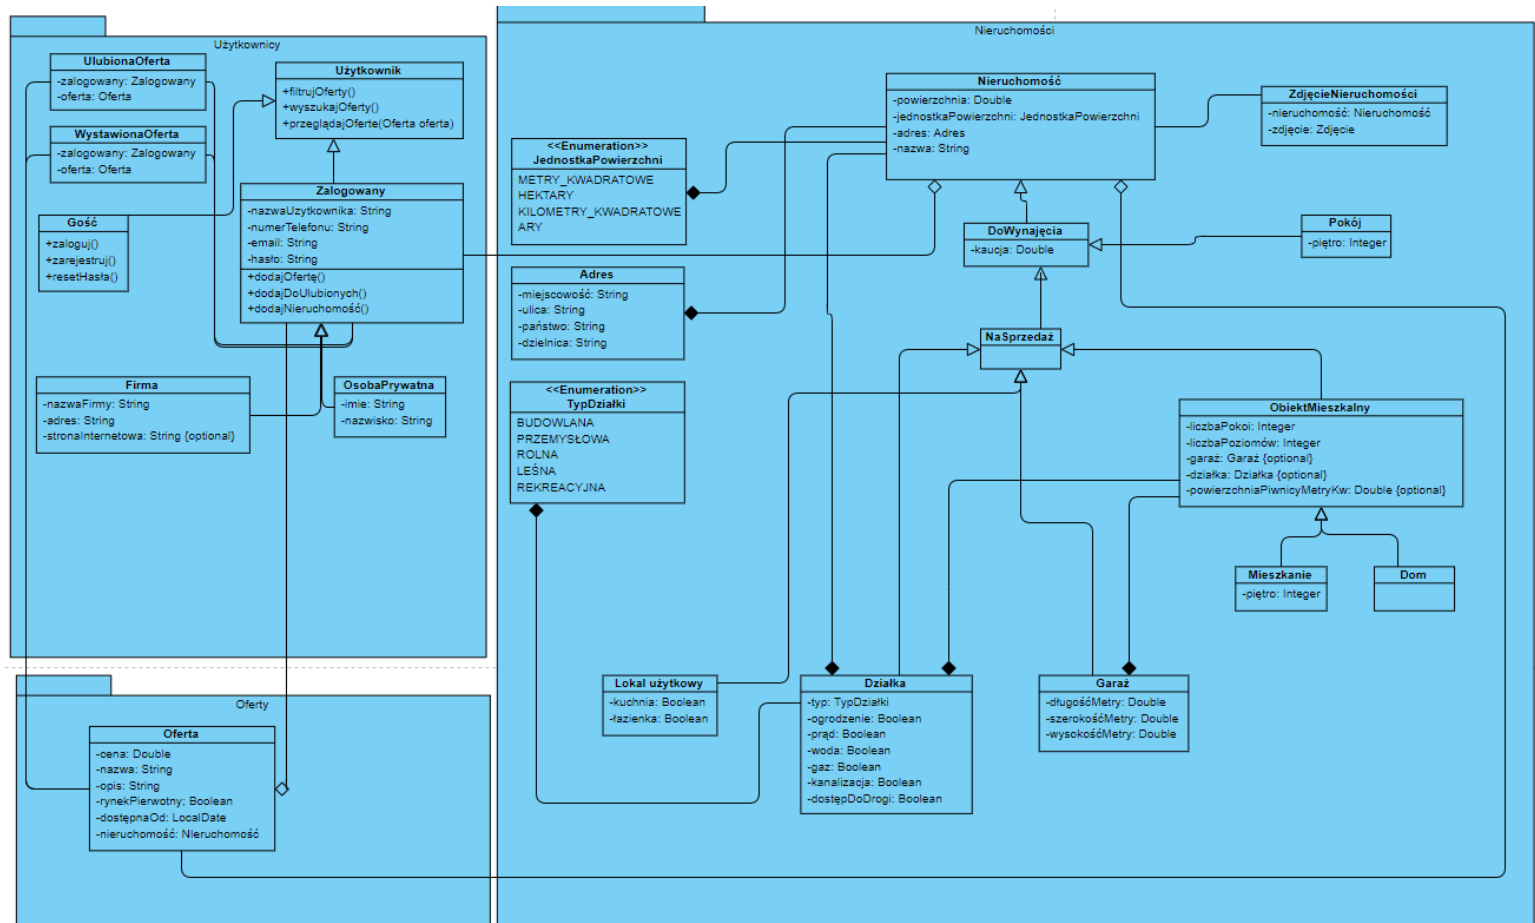 Użytkownicy
UlubionaOferta
-zalogowany: Zalogowany
-oferta: Oferta
Użytkownik
+filtrujOferty()
+wyszukajOferty()
+przeglądajOferte(Oferta oferta)
WystawionaOferta
-zalogowany: Zalogowany
-oferta: Oferta
Zalogowany
-nazwaUzytkownika: String
-numerTelefonu: String
-email: String
-hasło: String
+dodajOfertę()
+dodajDoUlubionych()
+dodajNieruchomość()
Gość
+zaloguj()
+zarejestruj()
+resetHasła()
Firma
-nazwaFirmy: String
-adres: String
-stronaInternetowa: String {optional}
OsobaPrywatna
-imie: String
-nazwisko: String
Oferty
Oferta
-cena: Double
-nazwa: String
-opis: String
-rynekPierwotny; Boolean
-dostępnaOd: LocalDate
-nieruchomość: NIeruchomość
Nieruchomości
Nieruchomość
-powierzchnia: Double
-jednostkaPowierzchni: JednostkaPowierzchni
-adres: Adres
-nazwa: String
ZdjęcieNieruchomości
-nieruchomość: Nieruchomość
-zdjęcie: Zdjęcie
<<Enumeration>>
JednostkaPowierzchni
METRY_KWADRATOWE
HEKTARY
KILOMETRY_KWADRATOWE
ARY
DoWynajęcia
-kaucja: Double
Pokój
-piętro: Integer
Adres
-miejscowość: String
-ulica: String
-państwo: String
-dzielnica: String
NaSprzedaż
<<Enumeration>>
TypDziałki
BUDOWLANA
PRZEMYSŁOWA
ROLNA
LEŚNA
REKREACYJNA
ObiektMieszkalny
-liczbaPokoi: Integer
-liczbaPoziomów: Integer
-garaż: Garaż {optional}
-działka: Działka {optional}
-powierzchniaPiwnicyMetryKw: Double {optional}
Mieszkanie
-piętro: Integer
Dom
Lokal użytkowy
-kuchnia: Boolean
-łazienka: Boolean
Działka
-typ: TypDziałki
-ogrodzenie: Boolean
-prąd: Boolean
-woda: Boolean
-gaz: Boolean
-kanalizacja: Boolean
-dostępDoDrogi: Boolean
Garaż
-długośćMetry: Double
-szerokośćMetry: Double
-wysokośćMetry: Double